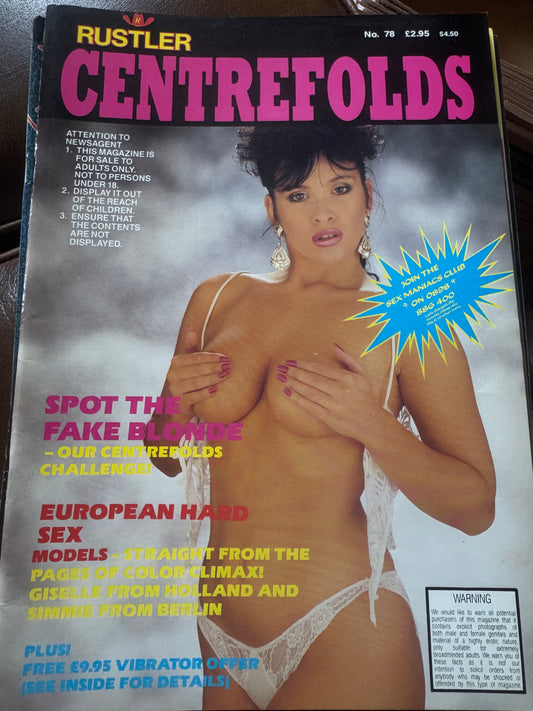 R
RUSTLER
No. 78 £2.95 $4.50
CENTREFOLDS
ATTENTION TO
NEWSAGENT
1. THIS MAGAZINE IS
FOR SALE TO
ADULTS ONLY.
NOT TO PERSONS
UNDER 18.
2. DISPLAY IT OUT
OF THE REACH
OF CHILDREN.
3. ENSURE THAT
THE CONTENTS
ARE NOT
DISPLAYED.
JOIN THE
SEX MANIACS CLUB
ON 0898
886 400
SPOT THE
FAKE BLONDE
– OUR CENTREFOLDS
CHALLENGE!
EUROPEAN HARD
SEX
MODELS – STRAIGHT FROM THE
PAGES OF COLOR CLIMAX!
GISELLE FROM HOLLAND AND
SIMMIE FROM BERLIN
PLUS!
FREE £9.95 VIBRATOR OFFER
(SEE INSIDE FOR DETAILS)
WARNING
We would like to warn all potential
purchasers of this magazine that it
contains explicit photographs of
both male and female genitties and
material of a highly erotic nature,
only suitable for extremely
broadminded adults. We warn you of
these facts as it is not our
intention to solicit orders from
anybody who may be shocked or
offended by this type of magazine.